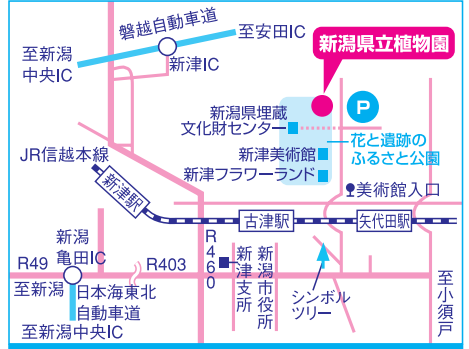 磐越自動車道
至安田IC
至新潟
中央IC
新津IC
新潟県立植物園
P
新潟県埋蔵
文化財センター
花と遺跡の
ふるさと公園
新津美術館
新津フラワーランド
美術館入口
JR信越本線
新津駅
古津駅
矢代田駅
新潟
亀田IC
R49
R403
R460
新津支所
新潟市役所
シンボル
ツリー
至小須戸
至新潟
日本海東北
自動車道
至新潟中央IC